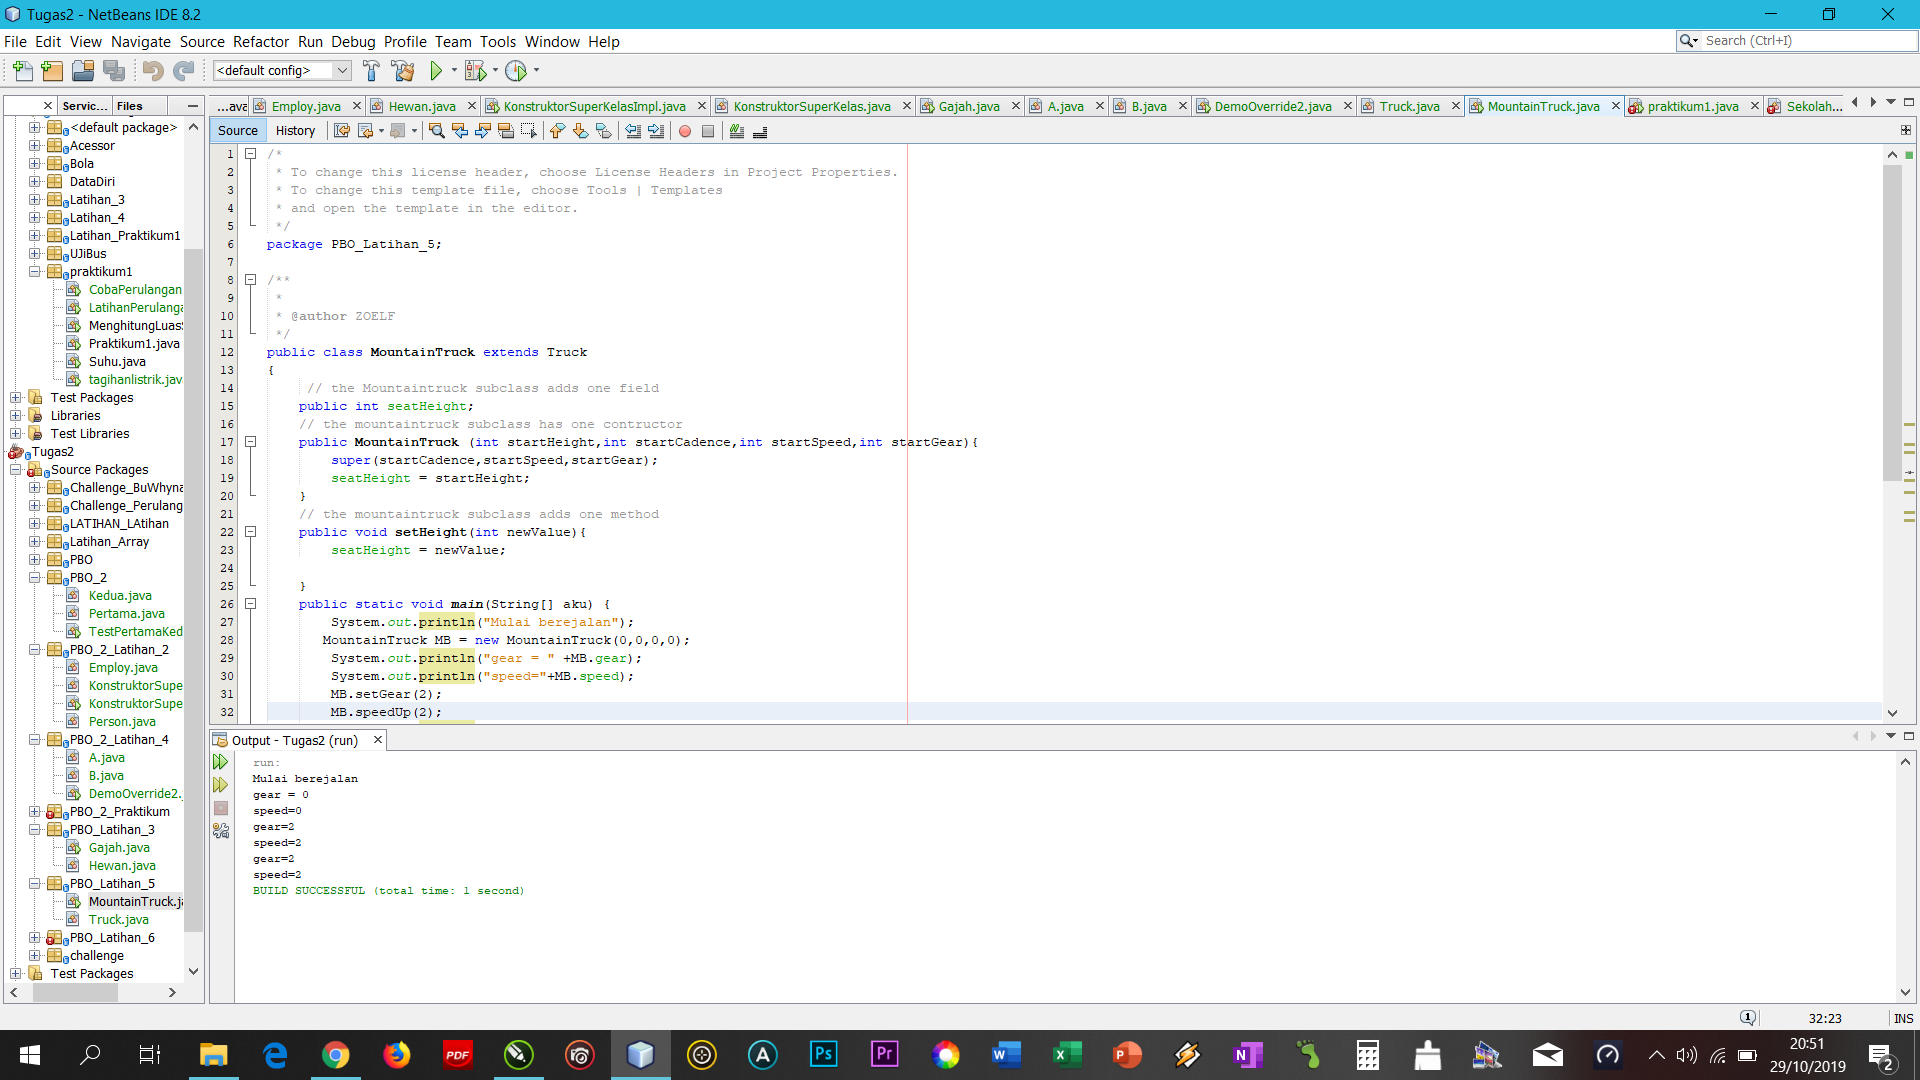 Tugas2 - NetBeans IDE 8.2
File Edit View Navigate Source Refactor Run Debug Profile Team Tools Window Help
Search (Ctrl+I)
<default config>
Servic... Files
...ava Employ.java Hewan.java KonstruktorSuperKelasImpl.java KonstruktorSuperKelas.java Gajah.java A.java B.java DemoOverride2.java Truck.java MountainTruck.java praktikum1.java Sekolah...
Source History
<default package>
Acessor
Bola
DataDiri
Latihan_3
Latihan_4
Latihan_Praktikum1
UJiBus
praktikum1
CobaPerulangan
LatihanPerulanga
MenghitungLuas
Praktikum1.java
Suhu.java
tagihanlistrik.jav
Test Packages
Libraries
Test Libraries
Tugas2
Source Packages
Challenge_BuWhyna
Challenge_Perulang
LATIHAN_LAtihan
Latihan_Array
PBO
PBO_2
Kedua.java
Pertama.java
TestPertamaKed
PBO_2_Latihan_2
Employ.java
KonstruktorSupe
KonstruktorSupe
Person.java
PBO_2_Latihan_4
A.java
B.java
DemoOverride2.
PBO_2_Praktikum
PBO_Latihan_3
Gajah.java
Hewan.java
PBO_Latihan_5
MountainTruck.ja
Truck.java
PBO_Latihan_6
challenge
Test Packages
1 /*
2 * To change this license header, choose License Headers in Project Properties.
3 * To change this template file, choose Tools | Templates
4 * and open the template in the editor.
5 */
6 package PBO_Latihan_5;
7
8 /**
9 *
10 * @author ZOELF
11 */
12 public class MountainTruck extends Truck
13 {
14 // the Mountaintruck subclass adds one field
15 public int seatHeight;
16 // the mountaintruck subclass has one contructor
17 public MountainTruck (int startHeight,int startCadence,int startSpeed,int startGear){
18 super(startCadence,startSpeed,startGear);
19 seatHeight = startHeight;
20 }
21 // the mountaintruck subclass adds one method
22 public void setHeight(int newValue){
23 seatHeight = newValue;
24
25 }
26 public static void main(String[] aku) {
27 System.out.println("Mulai berejalan");
28 MountainTruck MB = new MountainTruck(0,0,0,0);
29 System.out.println("gear = " +MB.gear);
30 System.out.println("speed="+MB.speed);
31 MB.setGear(2);
32 MB.speedUp(2);
Output - Tugas2 (run)
run:
Mulai berejalan
gear = 0
speed=0
gear=2
speed=2
gear=2
speed=2
BUILD SUCCESSFUL (total time: 1 second)
1 32:23 INS
PDF Ps Pr W X P N
20:51
29/10/2019
2